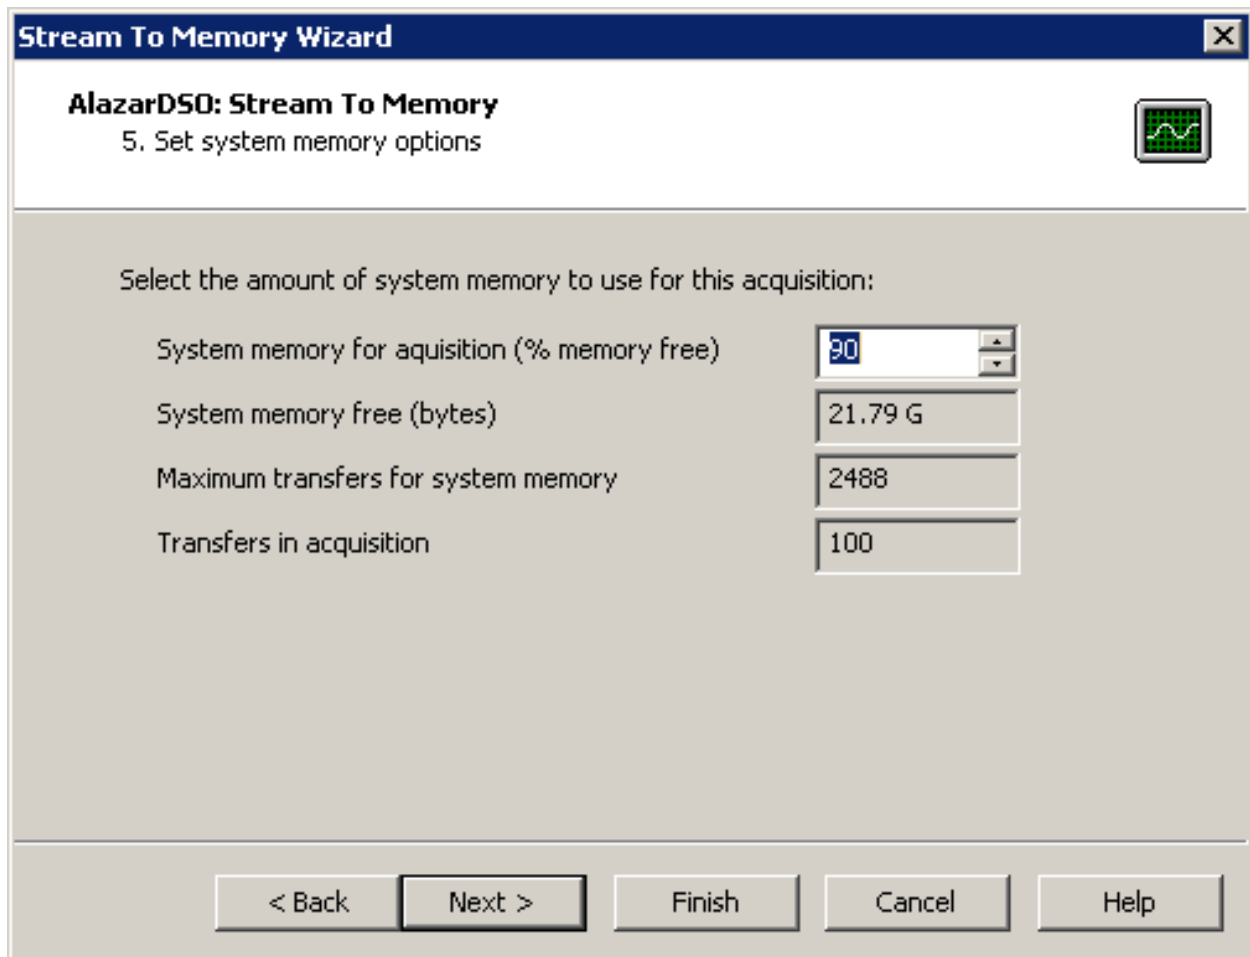 Stream To Memory Wizard
AlazarDSO: Stream To Memory
5. Set system memory options
Select the amount of system memory to use for this acquisition:
System memory for aquisition (% memory free) 90
System memory free (bytes) 21.79 G
Maximum transfers for system memory 2488
Transfers in acquisition 100
< Back Next > Finish Cancel Help